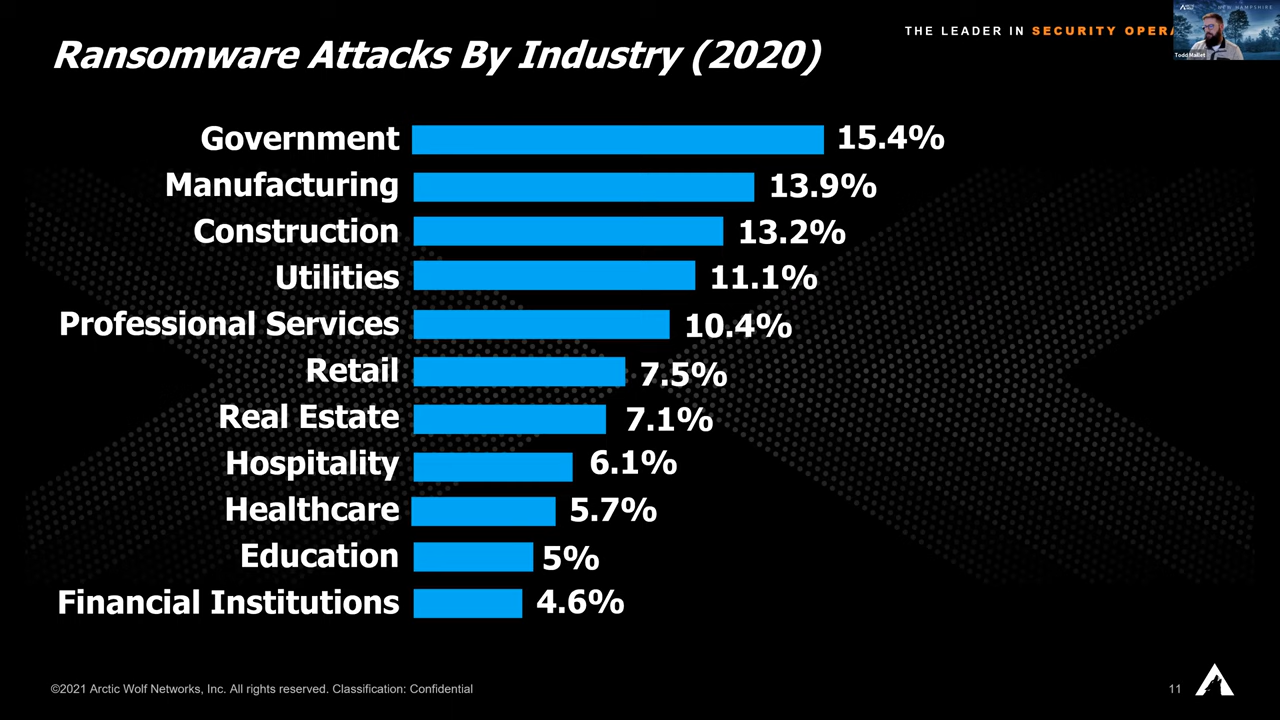 THE LEADER IN SECURITY OPERA
Todd Mallet
Ransomware Attacks By Industry (2020)
Government 15.4%
Manufacturing 13.9%
Construction 13.2%
Utilities 11.1%
Professional Services 10.4%
Retail 7.5%
Real Estate 7.1%
Hospitality 6.1%
Healthcare 5.7%
Education 5%
Financial Institutions 4.6%
©2021 Arctic Wolf Networks, Inc. All rights reserved. Classification: Confidential
11